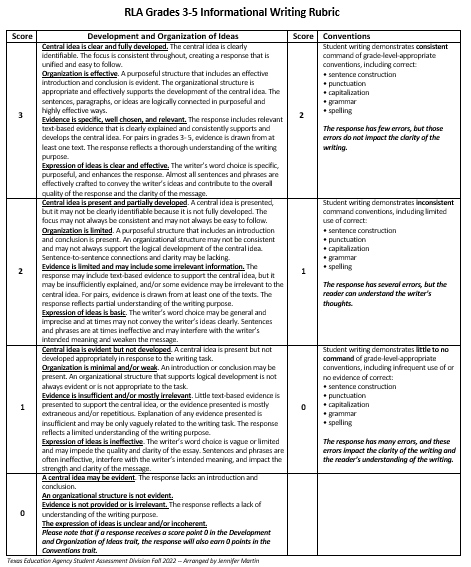 RLA Grades 3-5 Informational Writing Rubric
Score
Development and Organization of Ideas
Score
Conventions
3
Central idea is clear and fully developed. The central idea is clearly
identifiable. The focus is consistent throughout, creating a response that is
unified and easy to follow.
Organization is effective. A purposeful structure that includes an effective
introduction and conclusion is evident. The organizational structure is
appropriate and effectively supports the development of the central idea. The
sentences, paragraphs, or ideas are logically connected in purposeful and
highly effective ways.
Evidence is specific, well chosen, and relevant. The response includes relevant
text-based evidence that is clearly explained and consistently supports and
develops the central idea. For pairs in grades 3-5, evidence is drawn from at
least one text. The response reflects a thorough understanding of the writing
purpose.
Expression of ideas is clear and effective. The writer's word choice is specific,
purposeful, and enhances the response. Almost all sentences and phrases are
effectively crafted to convey the writer's ideas and contribute to the overall
quality of the response and the clarity of the message.
2
Student writing demonstrates consistent
command of grade-level-appropriate
conventions, including correct:
• sentence construction
• punctuation
• capitalization
• grammar
• spelling
The response has few errors, but those
errors do not impact the clarity of the
writing.
2
Central idea is present and partially developed. A central idea is presented,
but it may not be clearly identifiable because it is not fully developed. The
focus may not always be consistent and may not always be easy to follow.
Organization is limited. A purposeful structure that includes an introduction
and conclusion is present. An organizational structure may not be consistent
and may not always support the logical development of the central idea.
Sentence-to-sentence connections and clarity may be lacking.
Evidence is limited and may include some irrelevant information. The
response may include text-based evidence to support the central idea, but it
may be insufficiently explained, and/or some evidence may be irrelevant to the
central idea. For pairs, evidence is drawn from at least one of the texts. The
response reflects partial understanding of the writing purpose.
Expression of ideas is basic. The writer's word choice may be general and
imprecise and at times may not convey the writer's ideas clearly. Sentences
and phrases are at times ineffective and may interfere with the writer's
intended meaning and weaken the message.
1
Student writing demonstrates inconsistent
command conventions, including limited
use of correct:
• sentence construction
• punctuation
• capitalization
• grammar
• spelling
The response has several errors, but the
reader can understand the writer's
thoughts.
1
Central idea is evident but not developed. A central idea is present but not
developed appropriately in response to the writing task.
Organization is minimal and/or weak. An introduction or conclusion may be
present. An organizational structure that supports logical development is not
always evident or is not appropriate to the task.
Evidence is insufficient and/or mostly irrelevant. Little text-based evidence is
presented to support the central idea, or the evidence presented is mostly
extraneous and/or repetitious. Explanation of any evidence presented is
insufficient and may be only vaguely related to the writing task. The response
reflects a limited understanding of the writing purpose.
Expression of ideas is ineffective. The writer's word choice is vague or limited
and may impede the quality and clarity of the essay. Sentences and phrases are
often ineffective, interfere with the writer's intended meaning, and impact the
strength and clarity of the message.
0
Student writing demonstrates little to no
command of grade-level-appropriate
conventions, including infrequent use of or
no evidence of correct:
• sentence construction
• punctuation
• capitalization
• grammar
• spelling
The response has many errors, and these
errors impact the clarity of the writing and
the reader's understanding of the writing.
0
A central idea may be evident. The response lacks an introduction and
conclusion.
An organizational structure is not evident.
Evidence is not provided or is irrelevant. The response reflects a lack of
understanding of the writing purpose.
The expression of ideas is unclear and/or incoherent.
Please note that if a response receives a score point 0 in the Development
and Organization of Ideas trait, the response will also earn 0 points in the
Conventions trait.
Texas Education Agency Student Assessment Division Fall 2022 -- Arranged by Jennifer Martin